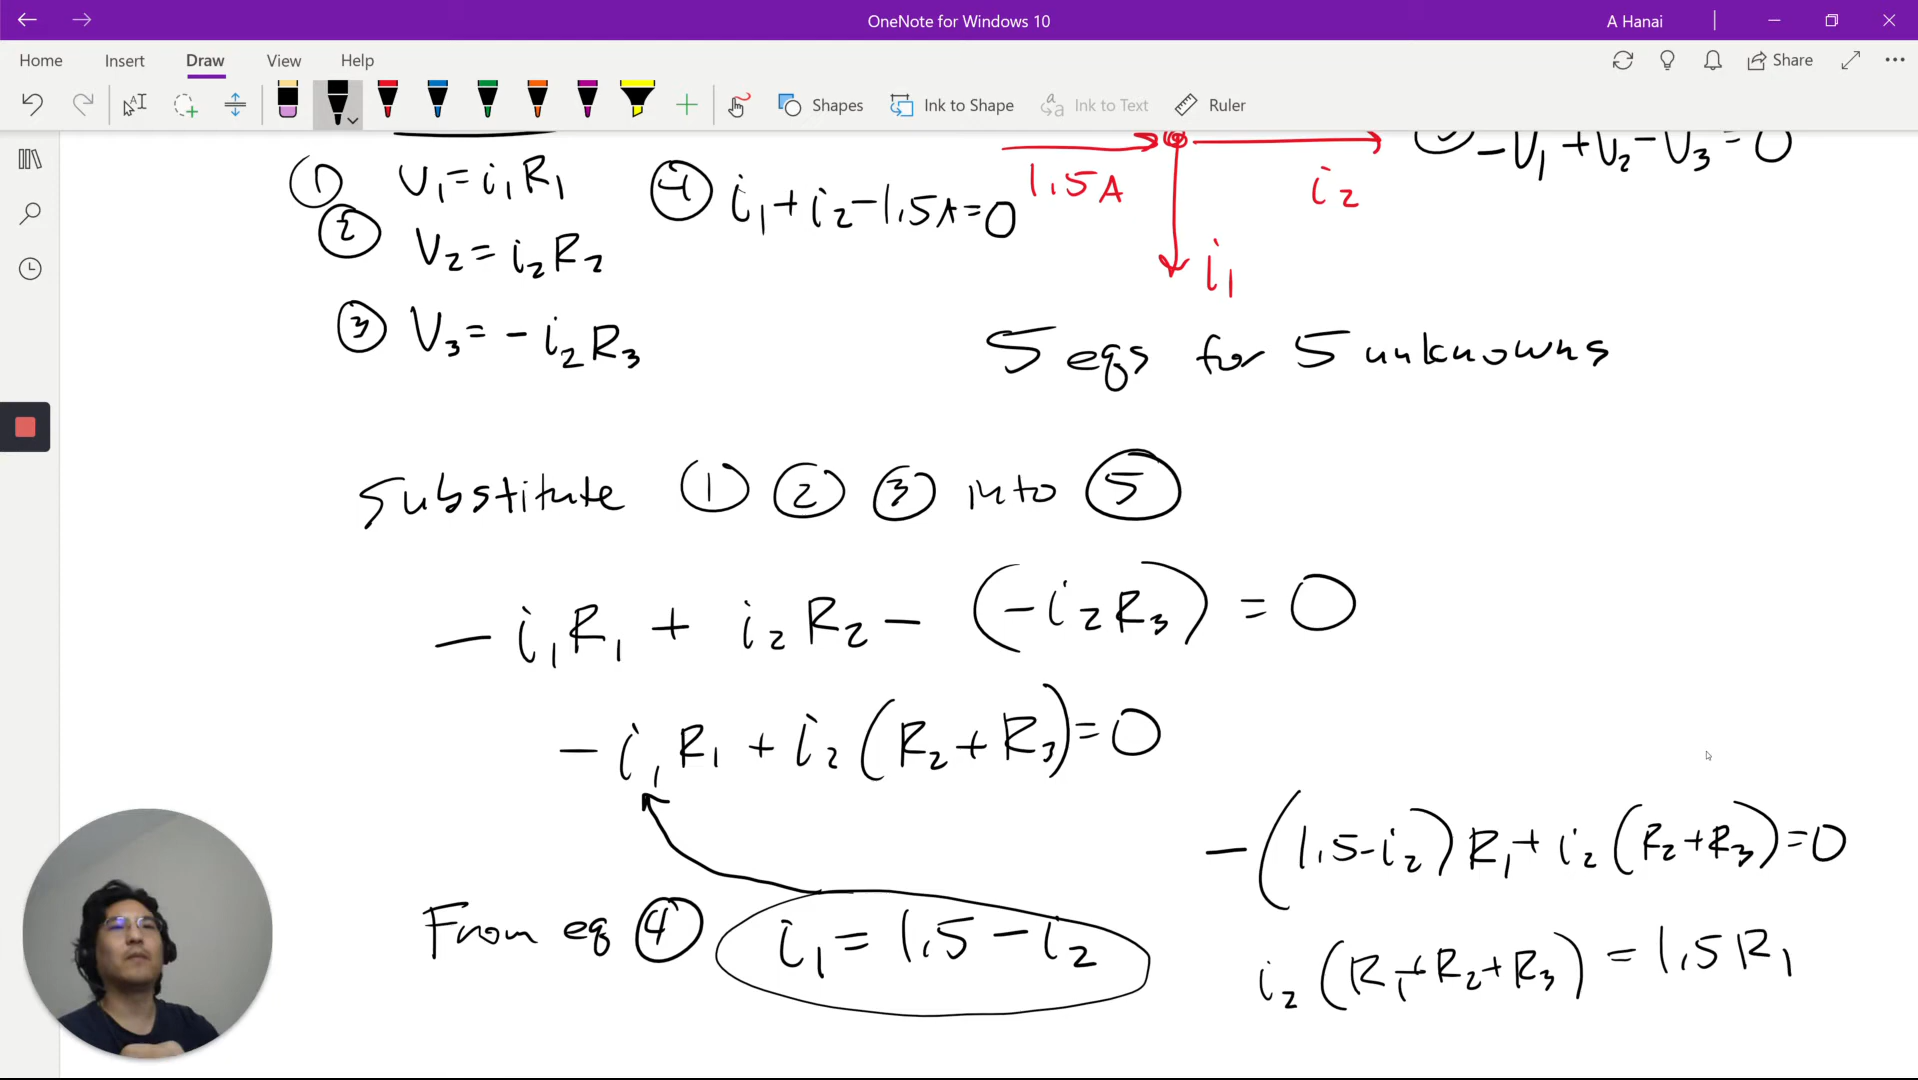 OneNote for Windows 10
A Hanai
Home Insert Draw View Help
Share
Shapes Ink to Shape Ink to Text Ruler
① V₁ = i₁R₁
② V₂ = i₂R₂
③ V₃ = - i₂R₃
④ i₁ + i₂ - 1.5A = 0
1.5A
i₂
i₁
- V₁ + V₂ - V₃ = 0
5 eqs for 5 unknowns
Substitute ① ② ③ into ⑤
- i₁R₁ + i₂R₂ - (-i₂R₃) = 0
- i₁R₁ + i₂(R₂+R₃) = 0
From eq ④ i₁ = 1.5 - i₂
-(1.5-i₂)R₁ + i₂(R₂+R₃) = 0
i₂(R₁+R₂+R₃) = 1.5R₁